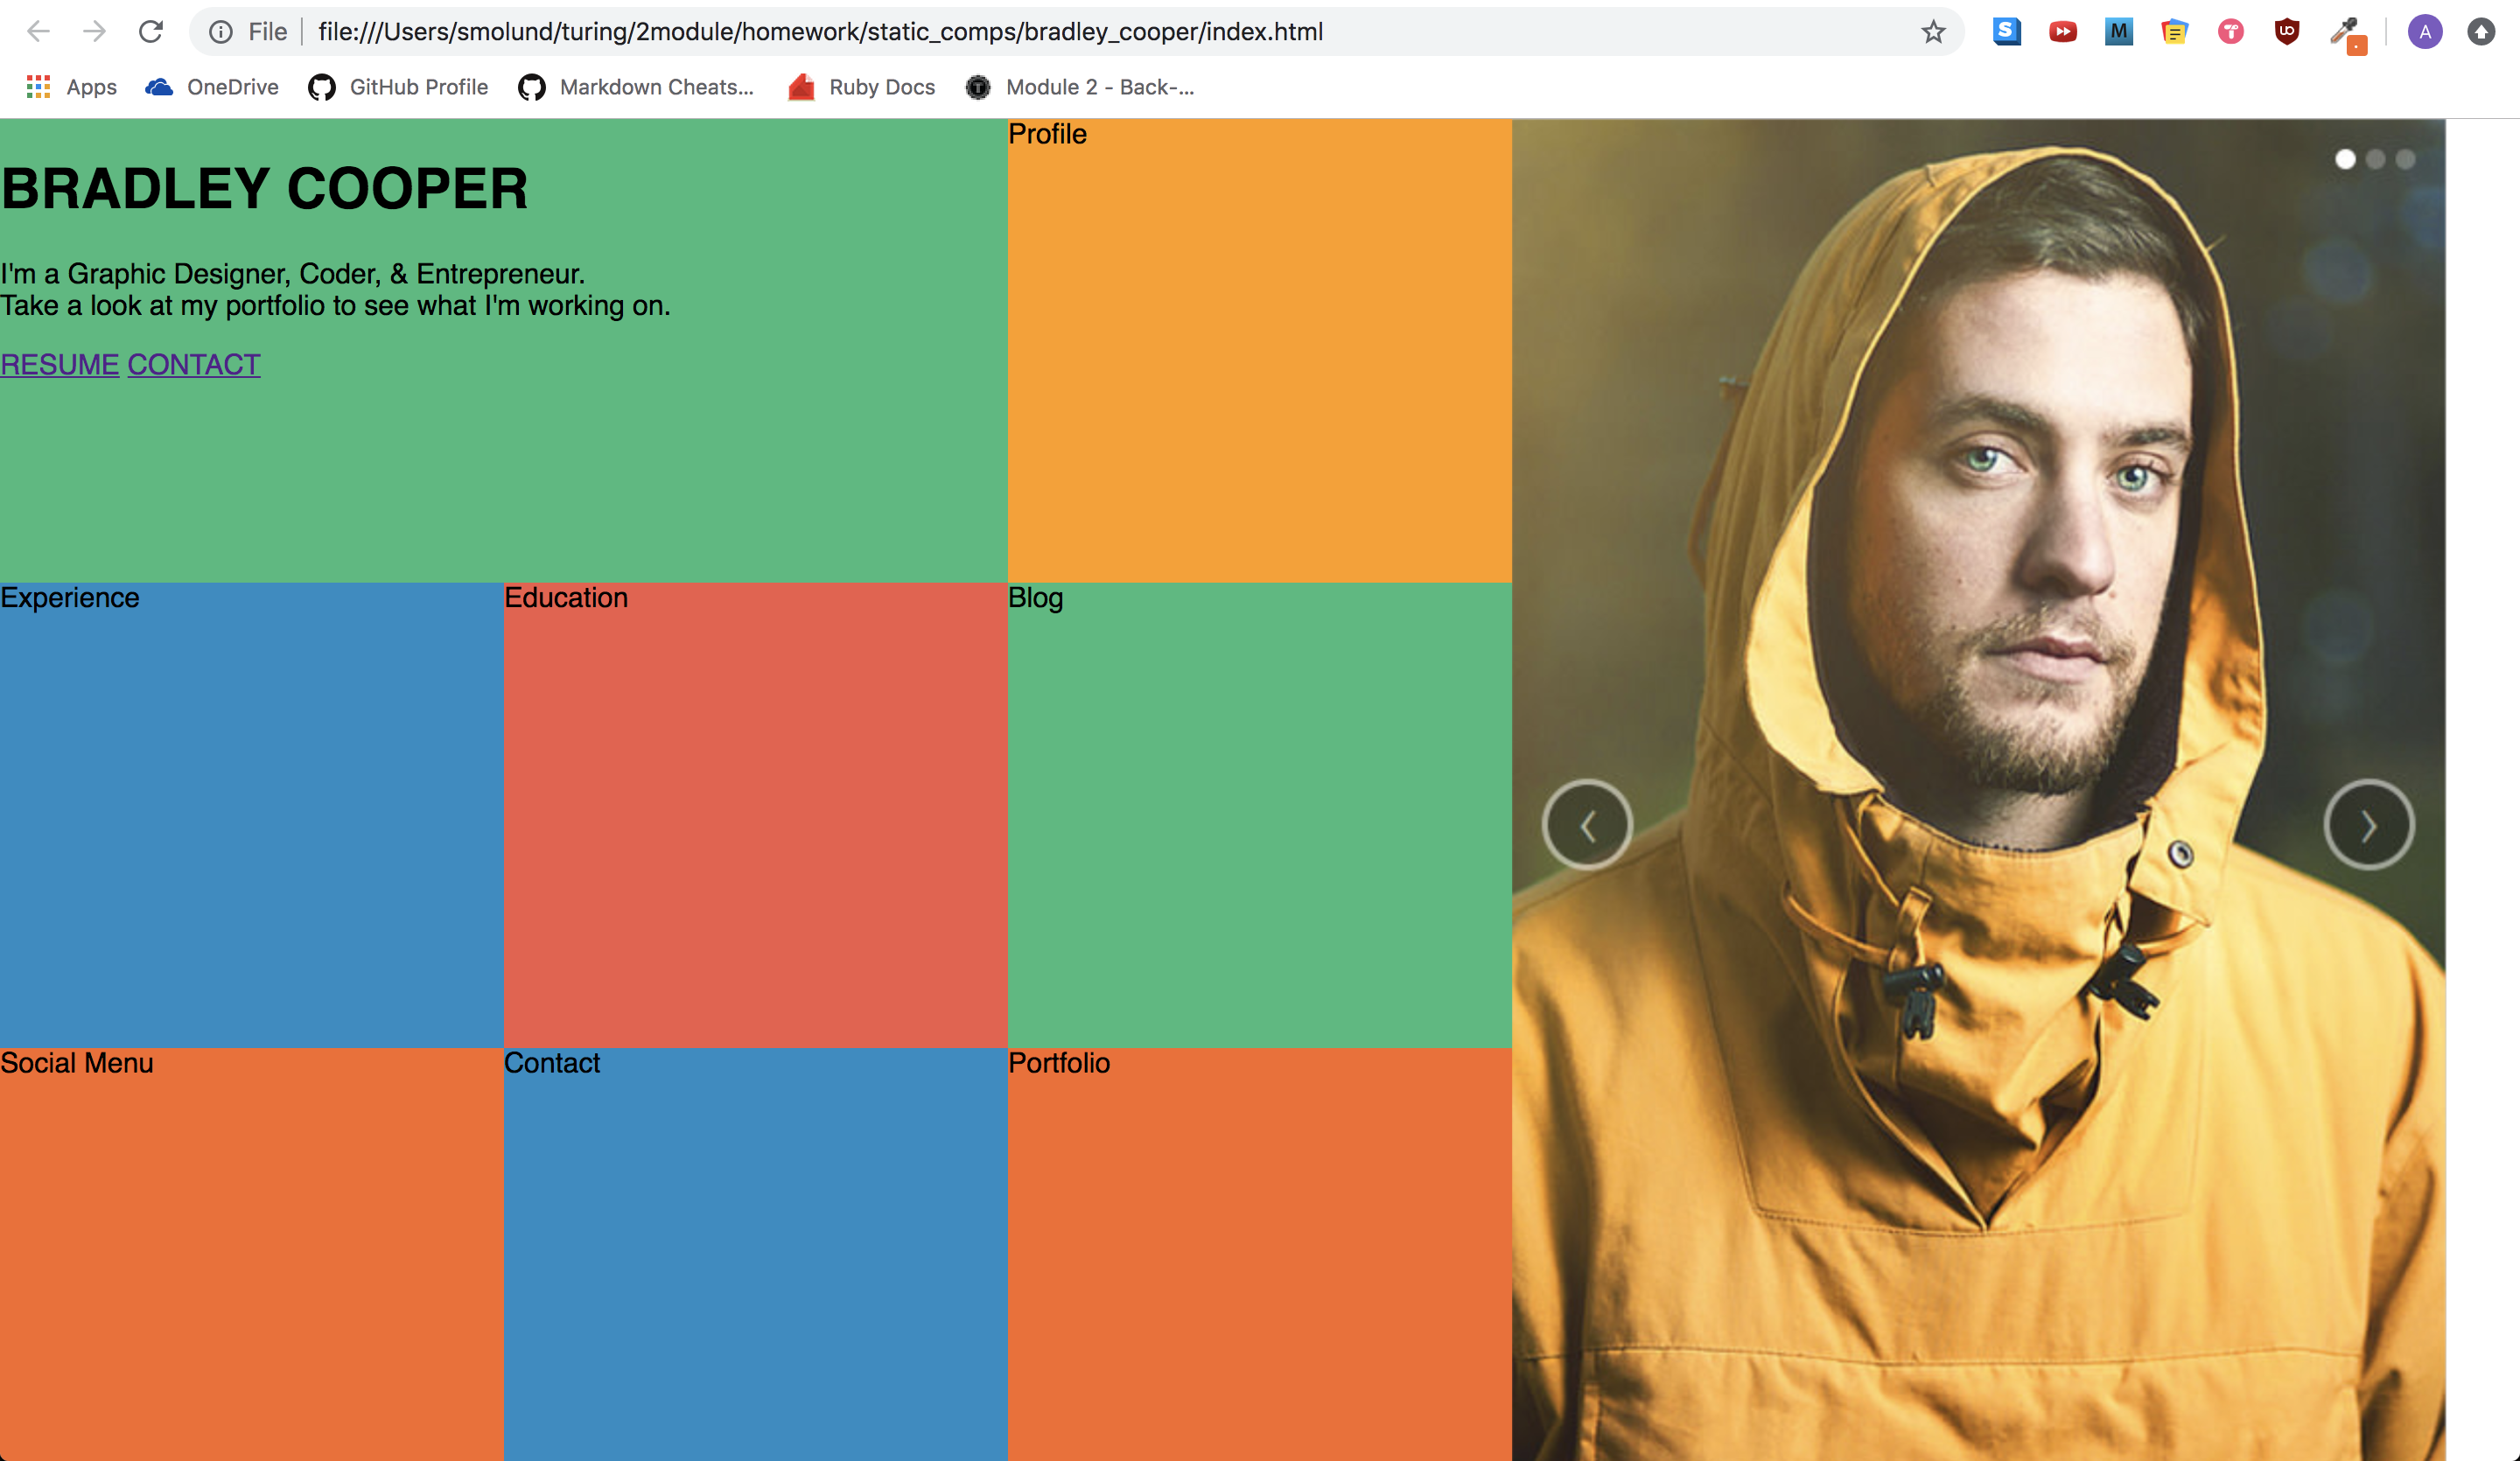 File file:///Users/smolund/turing/2module/homework/static_comps/bradley_cooper/index.html
Apps OneDrive GitHub Profile Markdown Cheats... Ruby Docs Module 2 - Back-...
BRADLEY COOPER
I'm a Graphic Designer, Coder, & Entrepreneur.
Take a look at my portfolio to see what I'm working on.
RESUME CONTACT
Profile
Experience
Education
Blog
Social Menu
Contact
Portfolio
S
M
UO
A